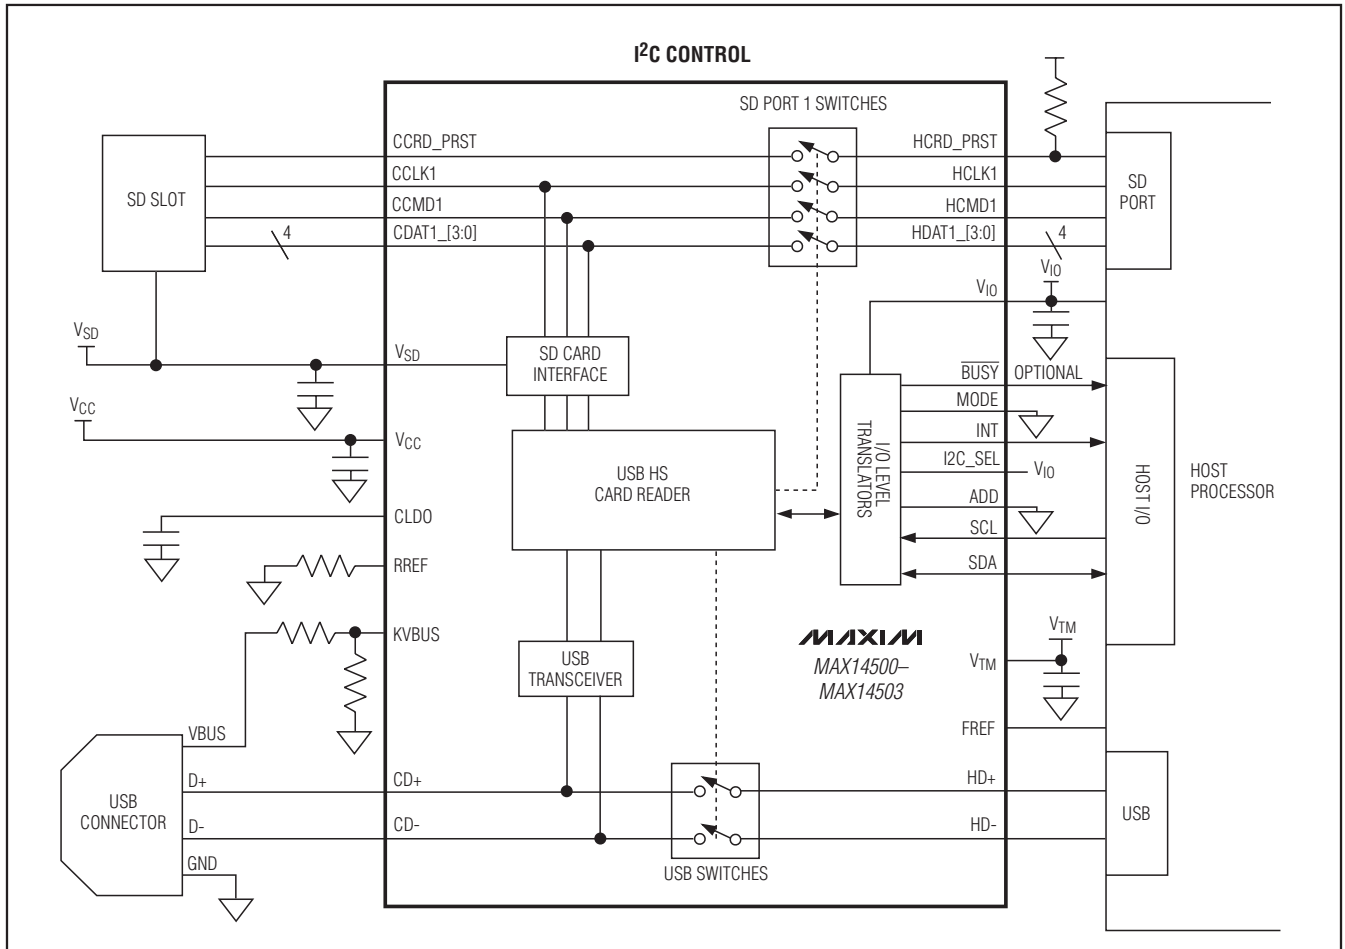 I²C CONTROL
SD PORT 1 SWITCHES
SD SLOT
CCRD_PRST
CCLK1
CCMD1
CDAT1_[3:0]
4
HCRD_PRST
HCLK1
HCMD1
HDAT1_[3:0]
4
SD
PORT
VIO
VIO
VSD
VSD
SD CARD
INTERFACE
VCC
VCC
USB HS
CARD READER
I/O LEVEL
TRANSLATORS
BUSY
OPTIONAL
MODE
INT
I2C_SEL
VIO
ADD
SCL
SDA
HOST I/O
HOST
PROCESSOR
CLDO
RREF
KVBUS
USB
TRANSCEIVER
MAXIM
MAX14500–
MAX14503
VTM
VTM
FREF
VBUS
D+
D-
GND
USB
CONNECTOR
CD+
CD-
HD+
HD-
USB
USB SWITCHES